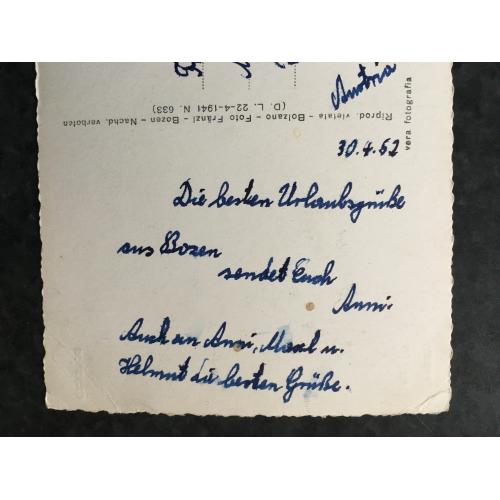 Austria
vera fotografia
Riprod. vietata - Bolzano - Foto Fränzl - Bozen - Nachd. verboten
(D. L. 22-4-1941 N. 633)
30.4.52
Die besten Urlaubsgrüße
aus Bozen
sendet Euch
Anni.
Auch an Anni, Maxl u.
Helmut die besten Grüße.